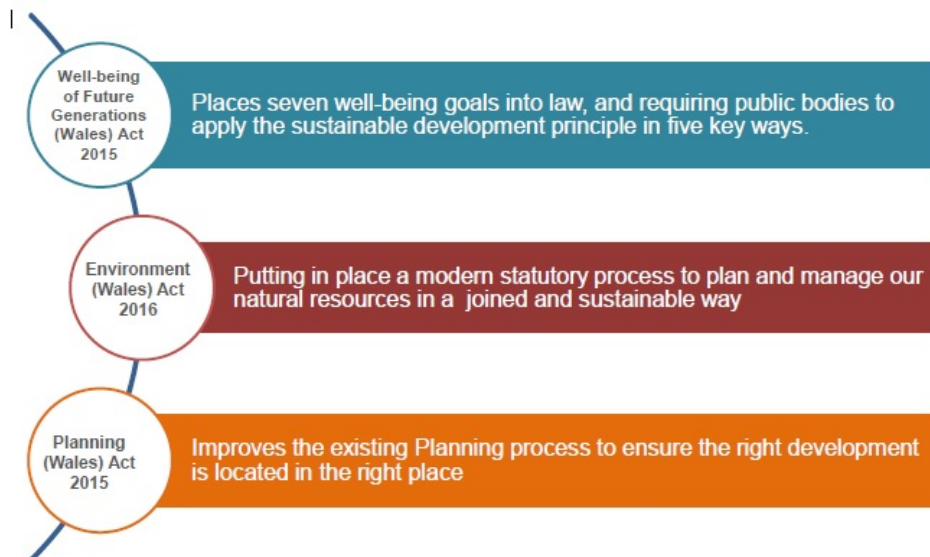 Well-being
of Future
Generations
(Wales) Act
2015
Places seven well-being goals into law, and requiring public bodies to
apply the sustainable development principle in five key ways.
Environment
(Wales) Act
2016
Putting in place a modern statutory process to plan and manage our
natural resources in a joined and sustainable way
Planning
(Wales) Act
2015
Improves the existing Planning process to ensure the right development
is located in the right place